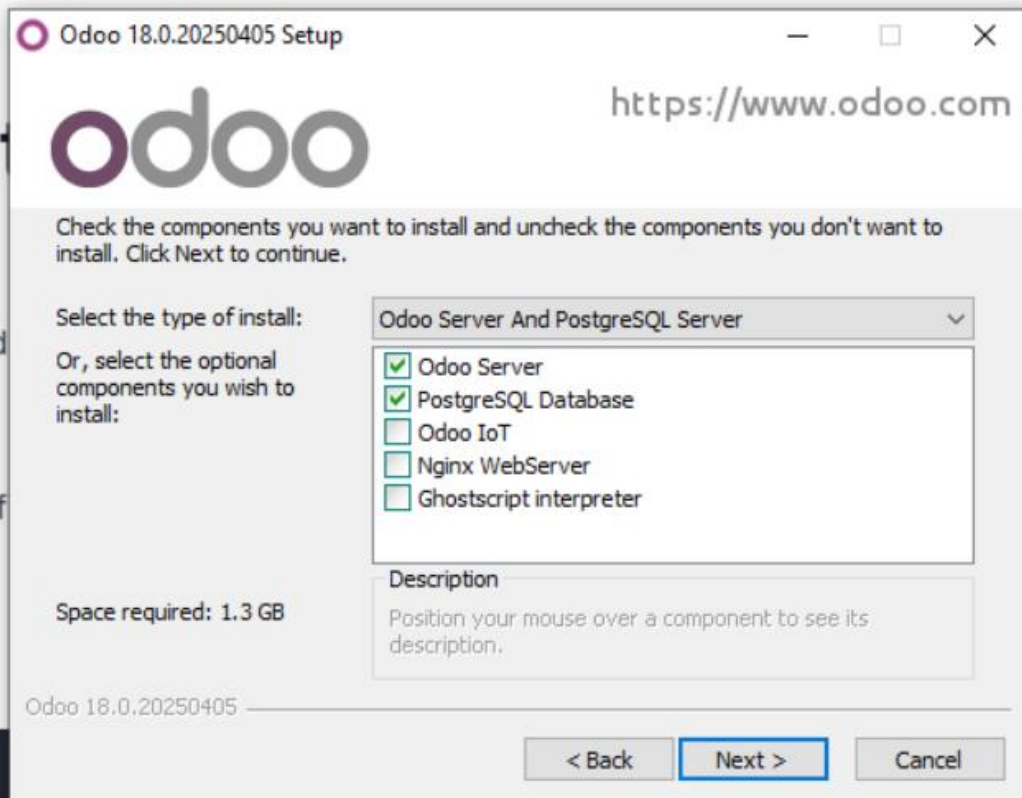 Odoo 18.0.20250405 Setup
odoo
https://www.odoo.com
Check the components you want to install and uncheck the components you don't want to
install. Click Next to continue.
Select the type of install:
Odoo Server And PostgreSQL Server
Or, select the optional
components you wish to
install:
Odoo Server
PostgreSQL Database
Odoo IoT
Nginx WebServer
Ghostscript interpreter
Space required: 1.3 GB
Description
Position your mouse over a component to see its
description.
Odoo 18.0.20250405
< Back
Next >
Cancel